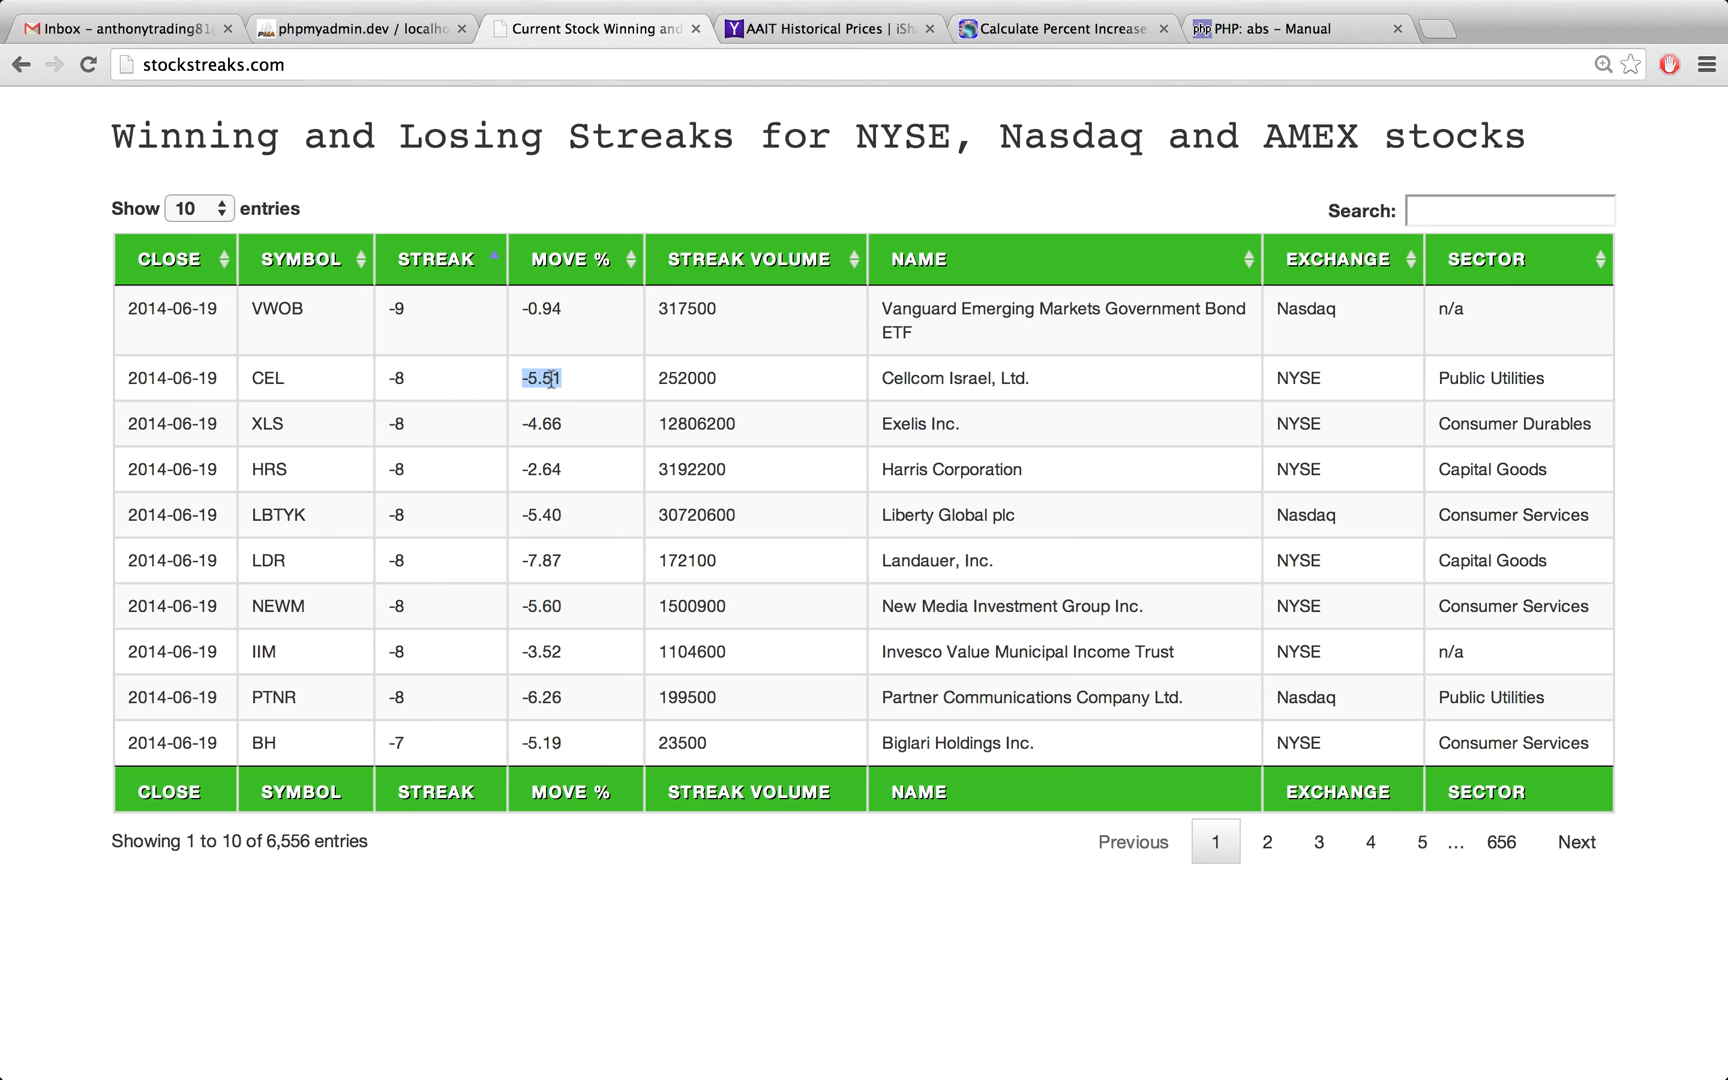 Inbox - anthonytrading81@ phpmyadmin.dev / localho Current Stock Winning and AAIT Historical Prices | iSh Calculate Percent Increase PHP: abs - Manual
stockstreaks.com
Winning and Losing Streaks for NYSE, Nasdaq and AMEX stocks
Show 10 entries Search:
CLOSE SYMBOL STREAK MOVE % STREAK VOLUME NAME EXCHANGE SECTOR
2014-06-19 VWOB -9 -0.94 317500 Vanguard Emerging Markets Government Bond Nasdaq n/a
ETF
2014-06-19 CEL -8 -5.51 252000 Cellcom Israel, Ltd. NYSE Public Utilities
2014-06-19 XLS -8 -4.66 12806200 Exelis Inc. NYSE Consumer Durables
2014-06-19 HRS -8 -2.64 3192200 Harris Corporation NYSE Capital Goods
2014-06-19 LBTYK -8 -5.40 30720600 Liberty Global plc Nasdaq Consumer Services
2014-06-19 LDR -8 -7.87 172100 Landauer, Inc. NYSE Capital Goods
2014-06-19 NEWM -8 -5.60 1500900 New Media Investment Group Inc. NYSE Consumer Services
2014-06-19 IIM -8 -3.52 1104600 Invesco Value Municipal Income Trust NYSE n/a
2014-06-19 PTNR -8 -6.26 199500 Partner Communications Company Ltd. Nasdaq Public Utilities
2014-06-19 BH -7 -5.19 23500 Biglari Holdings Inc. NYSE Consumer Services
CLOSE SYMBOL STREAK MOVE % STREAK VOLUME NAME EXCHANGE SECTOR
Showing 1 to 10 of 6,556 entries Previous 1 2 3 4 5 ... 656 Next